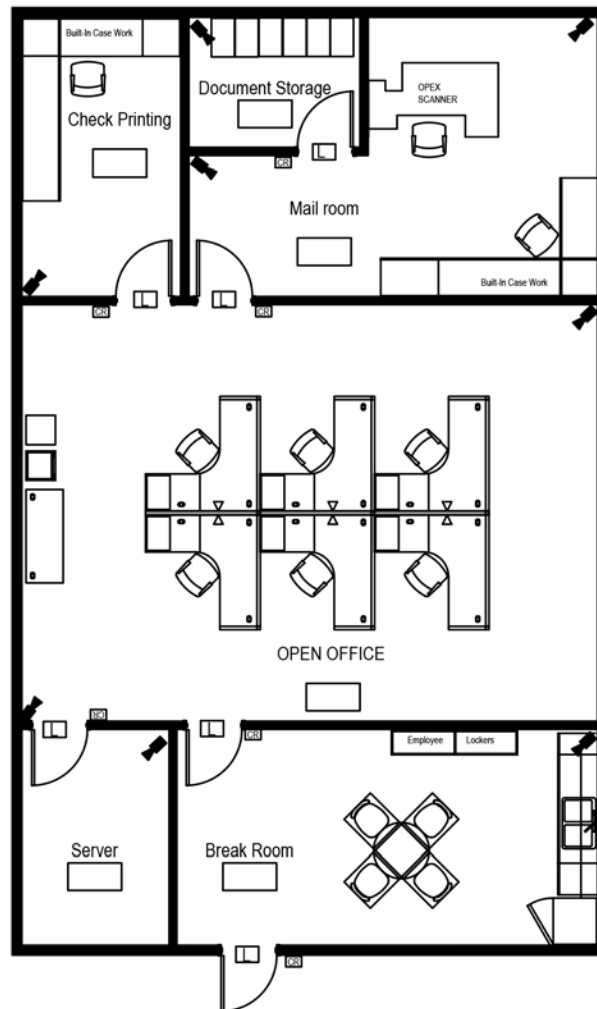 Built-In Case Work
Document Storage
OPEX
SCANNER
Check Printing
L
CR
Mail room
Built-In Case Work
L
L
CR
CR
OPEN OFFICE
CR
L
L
CR
Employee
Lockers
Server
Break Room
L
CR